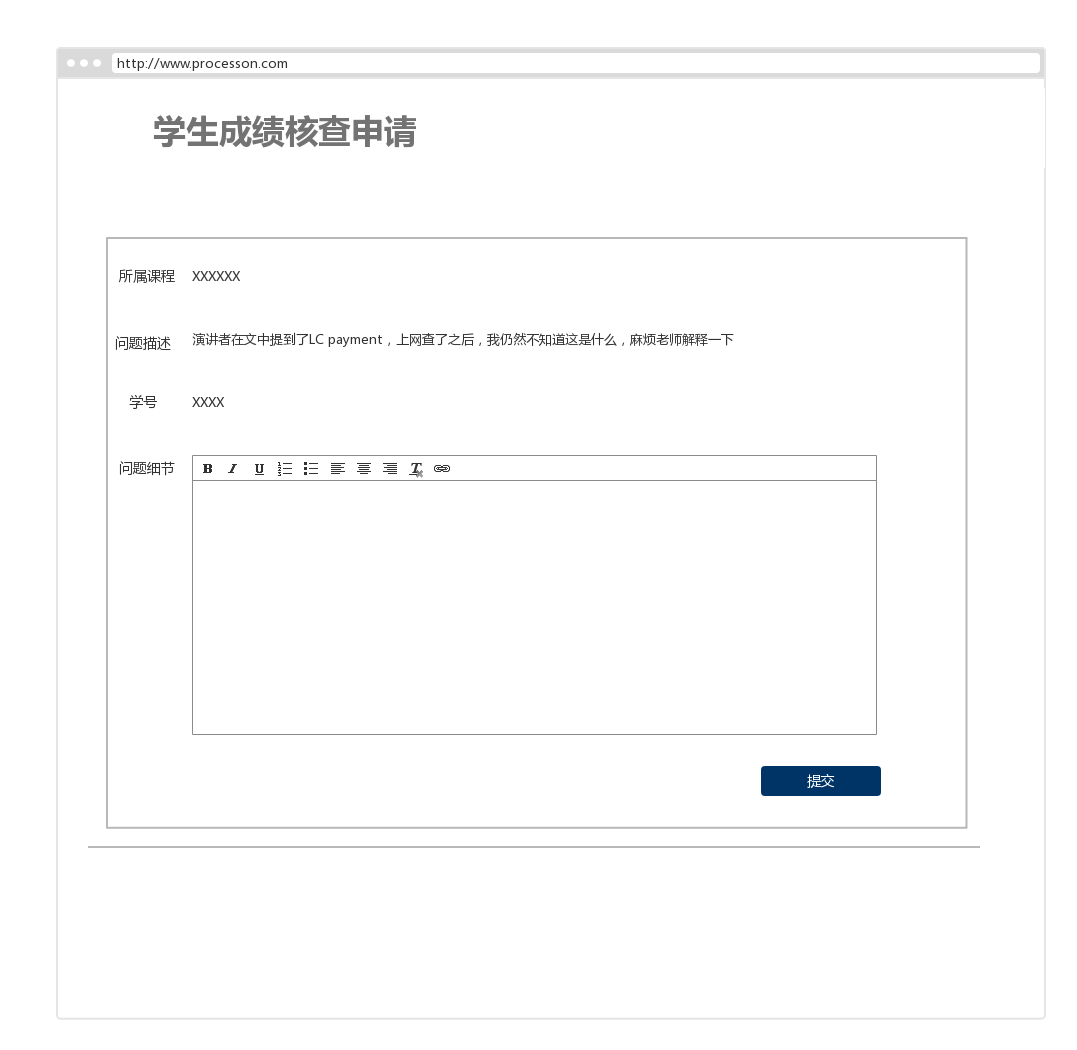 http://www.processon.com
学生成绩核查申请
所属课程 XXXXXX
问题描述 演讲者在文中提到了LC payment，上网查了之后，我仍然不知道这是什么，麻烦老师解释一下
学号 XXXX
问题细节
B I U
提交